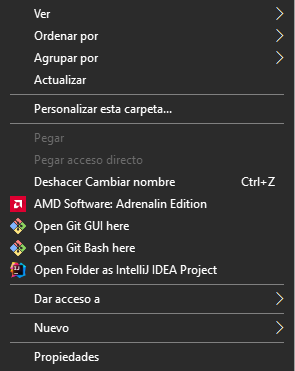 Ver
Ordenar por
Agrupar por
Actualizar
Personalizar esta carpeta...
Pegar
Pegar acceso directo
Deshacer Cambiar nombre Ctrl+Z
AMD Software: Adrenalin Edition
Open Git GUI here
Open Git Bash here
Open Folder as IntelliJ IDEA Project
Dar acceso a
Nuevo
Propiedades